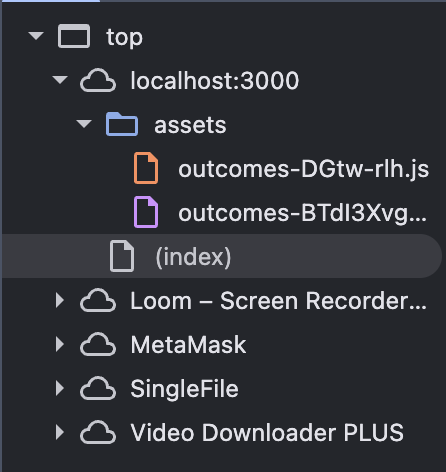 top
localhost:3000
assets
outcomes-DGtw-rlh.js
outcomes-BTdI3Xvg...
(index)
Loom – Screen Recorder...
MetaMask
SingleFile
Video Downloader PLUS